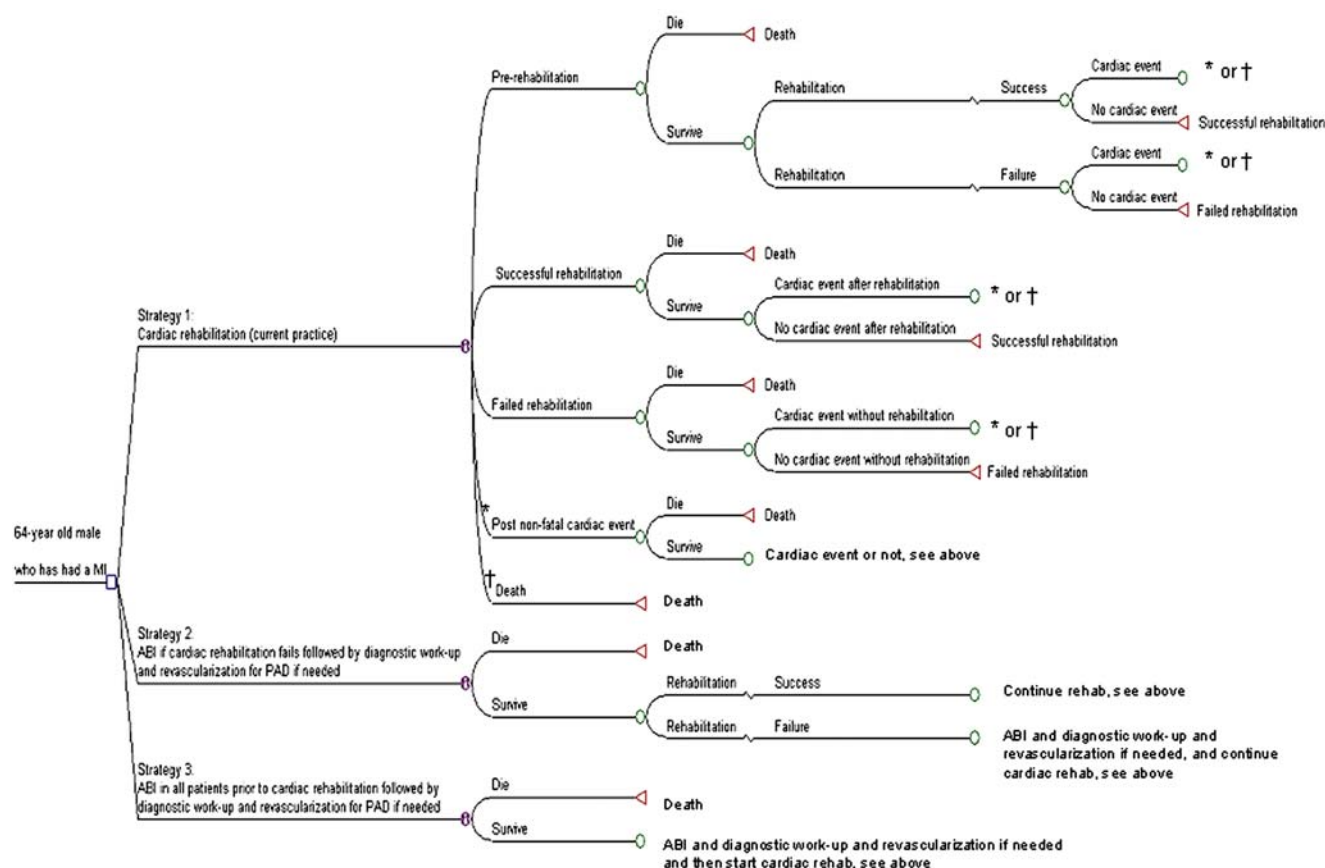 Die
Death
Pre-rehabilitation
Cardiac event
* or †
Rehabilitation
Success
No cardiac event
Successful rehabilitation
Survive
Cardiac event
* or †
Rehabilitation
Failure
No cardiac event
Failed rehabilitation
Die
Death
Successful rehabilitation
Cardiac event after rehabilitation
* or †
Survive
No cardiac event after rehabilitation
Successful rehabilitation
Strategy 1:
Cardiac rehabilitation (current practice)
Die
Death
Failed rehabilitation
Cardiac event without rehabilitation
* or †
Survive
No cardiac event without rehabilitation
Failed rehabilitation
Die
Death
*
Post non-fatal cardiac event
Survive
Cardiac event or not, see above
†
Death
Death
64-year old male
who has had a MI
Strategy 2:
ABI if cardiac rehabilitation fails followed by diagnostic work-up
and revascularization for PAD if needed
Die
Death
Survive
Rehabilitation
Success
Continue rehab, see above
Rehabilitation
Failure
ABI and diagnostic work-up and
revascularization if needed, and continue
cardiac rehab, see above
Strategy 3:
ABI in all patients prior to cardiac rehabilitation followed by
diagnostic work-up and revascularization for PAD if needed
Die
Death
Survive
ABI and diagnostic work-up and revascularization if needed
and then start cardiac rehab, see above